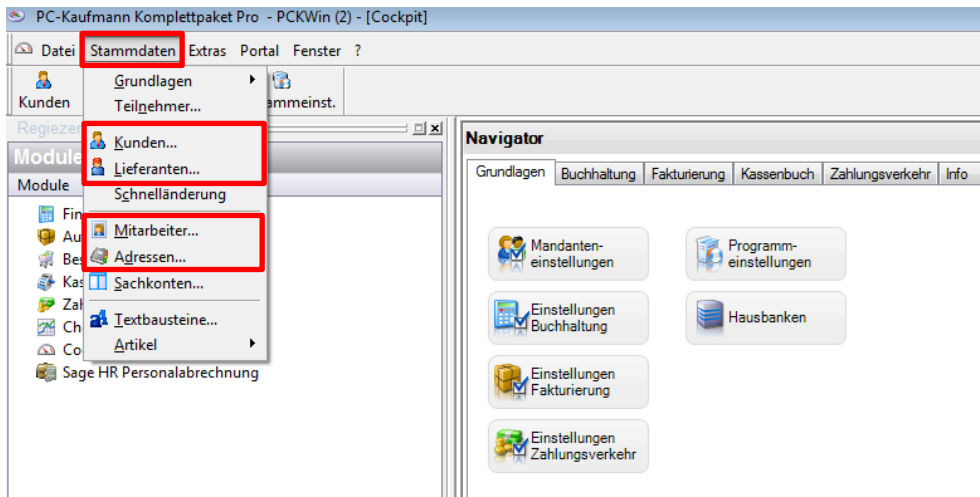 PC-Kaufmann Komplettpaket Pro - PCKWin (2) - [Cockpit]
Datei Stammdaten Extras Portal Fenster ?
Kunden
Grundlagen
Teilnehmer...
Kunden...
Lieferanten...
Schnelländerung
Mitarbeiter...
Adressen...
Sachkonten...
Textbausteine...
Artikel
Module
Sage HR Personalabrechnung
Navigator
Grundlagen Buchhaltung Fakturierung Kassenbuch Zahlungsverkehr Info
Mandanten-
einstellungen
Programm-
einstellungen
Einstellungen
Buchhaltung
Hausbanken
Einstellungen
Fakturierung
Einstellungen
Zahlungsverkehr